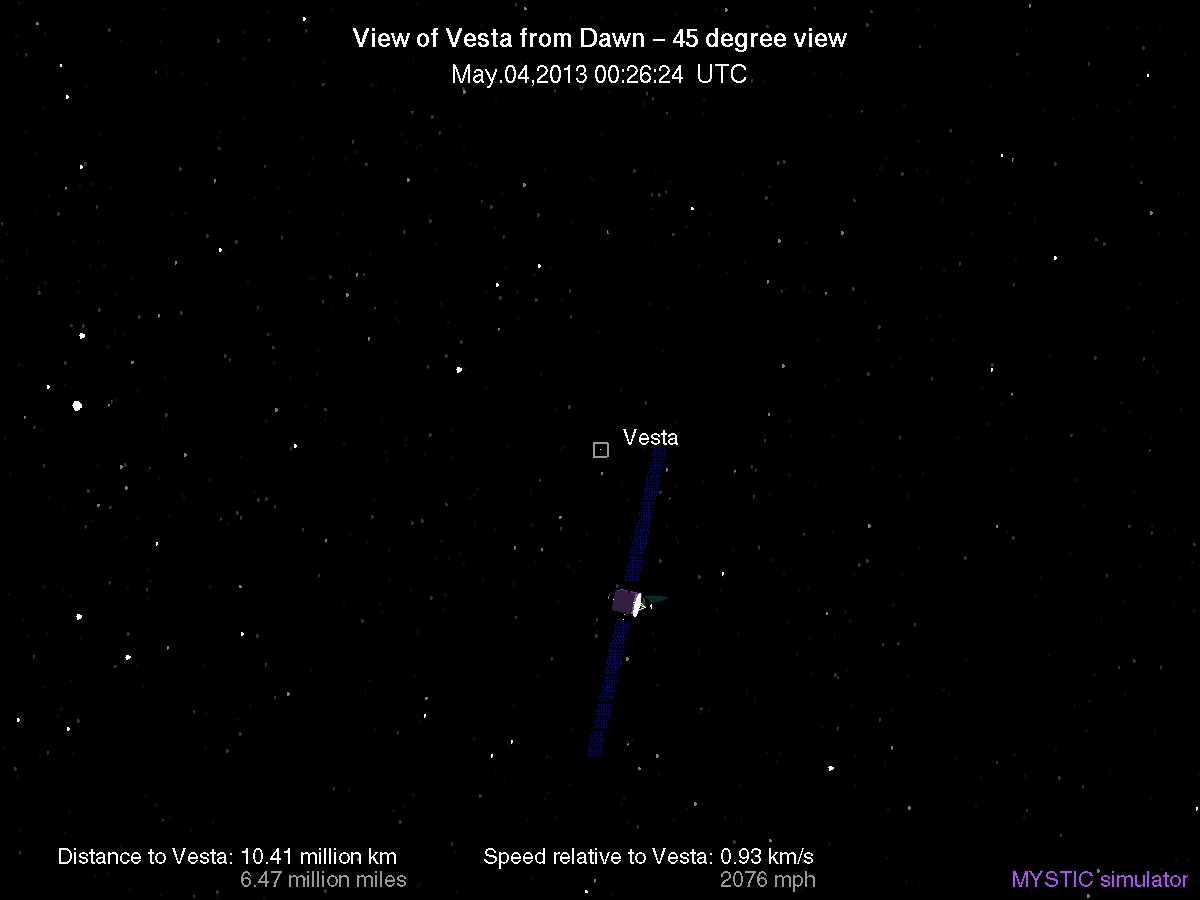 View of Vesta from Dawn – 45 degree view
May.04,2013 00:26:24 UTC
Vesta
Distance to Vesta: 10.41 million km
6.47 million miles
Speed relative to Vesta: 0.93 km/s
2076 mph
MYSTIC simulator